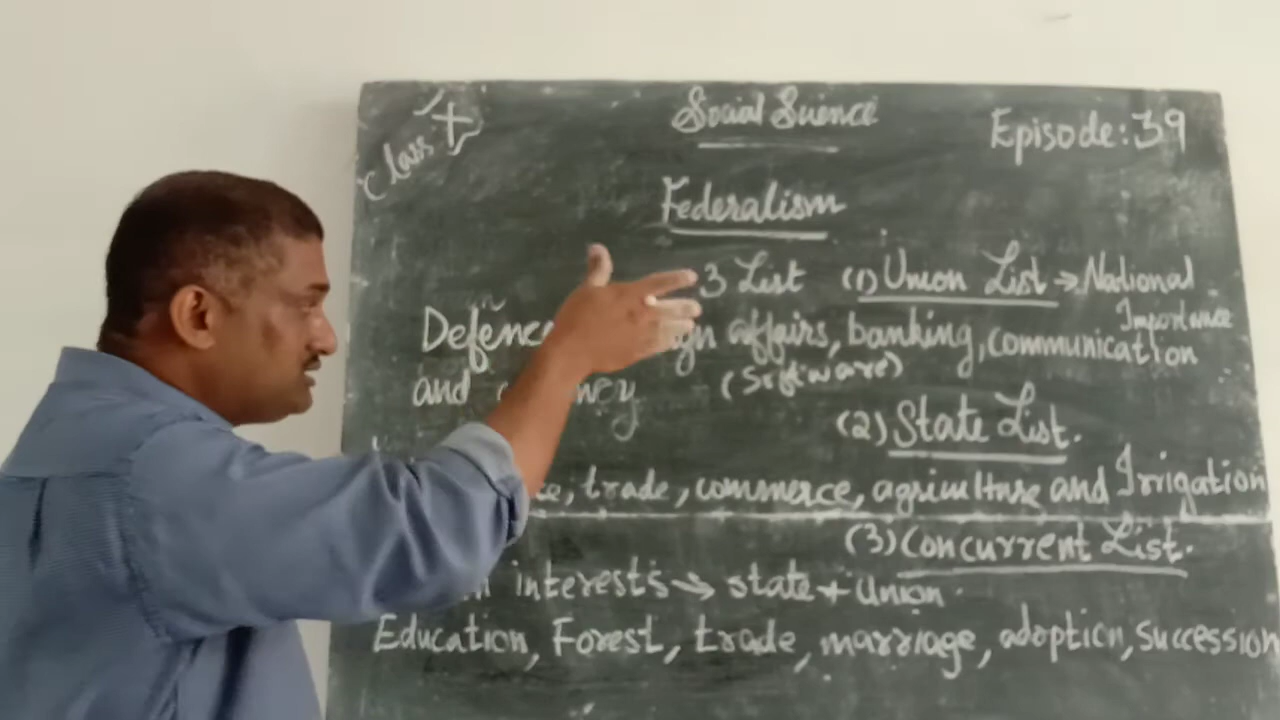 Class X
Social Science
Episode: 39
Federalism
3 List (1) Union List → National
Importance
Defence affairs, banking, communication
and (Software)
(2) State List.
trade, commerce, agriculture and Irrigation
(3) Concurrent List.
interests → state + Union.
Education, Forest, trade, marriage, adoption, succession